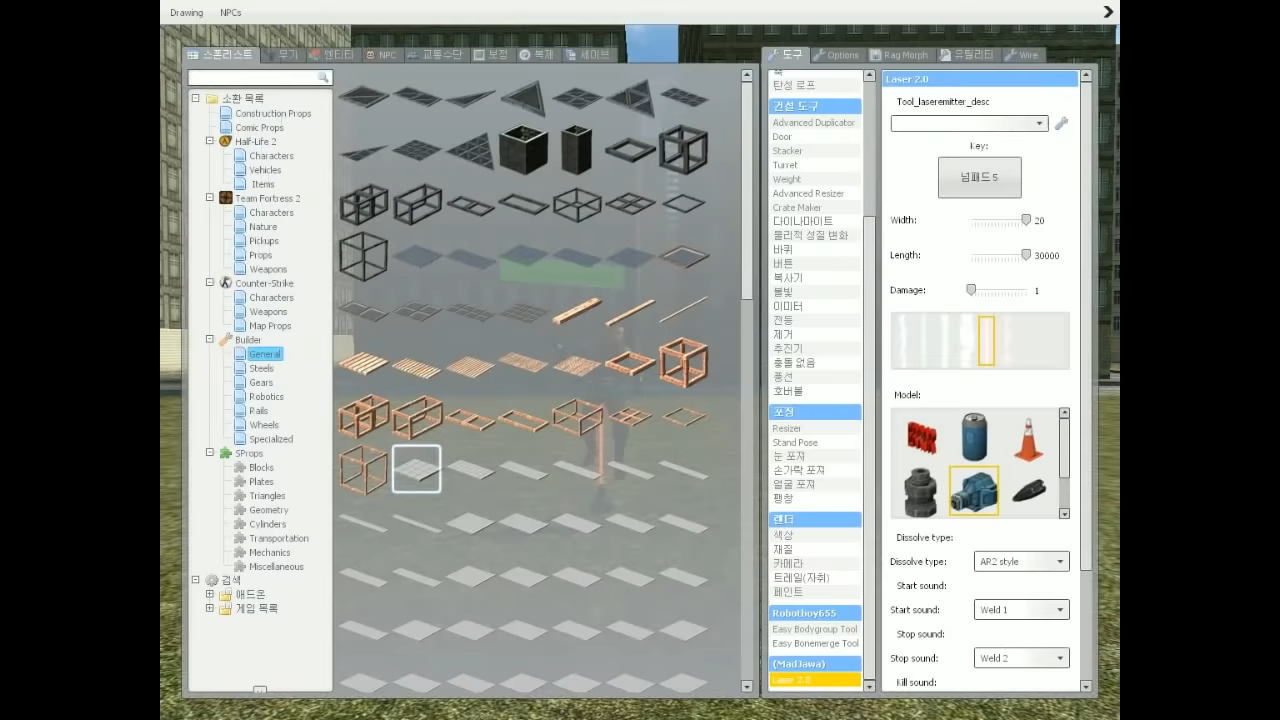 Drawing NPCs
스폰리스트 무기 엔티티 NPC 교통수단 보정 복제 세이브
소환 목록
Construction Props
Comic Props
Half-Life 2
Characters
Vehicles
Items
Team Fortress 2
Characters
Nature
Pickups
Props
Weapons
Counter-Strike
Characters
Weapons
Map Props
Builder
General
Steels
Gears
Robotics
Rails
Wheels
Specialized
SProps
Blocks
Plates
Triangles
Geometry
Cylinders
Transportation
Mechanics
Miscellaneous
검색
애드온
게임 목록
도구 Options Rag Morph 유틸리티 Wire
탄성 로프
건설 도구
Advanced Duplicator
Door
Stacker
Turret
Weight
Advanced Resizer
Crate Maker
다이나마이트
물리적 성질 변화
바퀴
버튼
복사기
불빛
이미터
전등
제거
추진기
충돌 없음
풍선
호버볼
포징
Resizer
Stand Pose
눈 포져
손가락 포져
얼굴 포져
팽창
렌더
색상
재질
카메라
트레일(자취)
페인트
Robotboy655
Easy Bodygroup Tool
Easy Bonemerge Tool
(MadJawa)
Laser 2.0
Laser 2.0
Tool_laseremitter_desc
Key:
넘패드 5
Width: 20
Length: 30000
Damage: 1
Model:
Dissolve type:
Dissolve type: AR2 style
Start sound:
Start sound: Weld 1
Stop sound:
Stop sound: Weld 2
Kill sound: